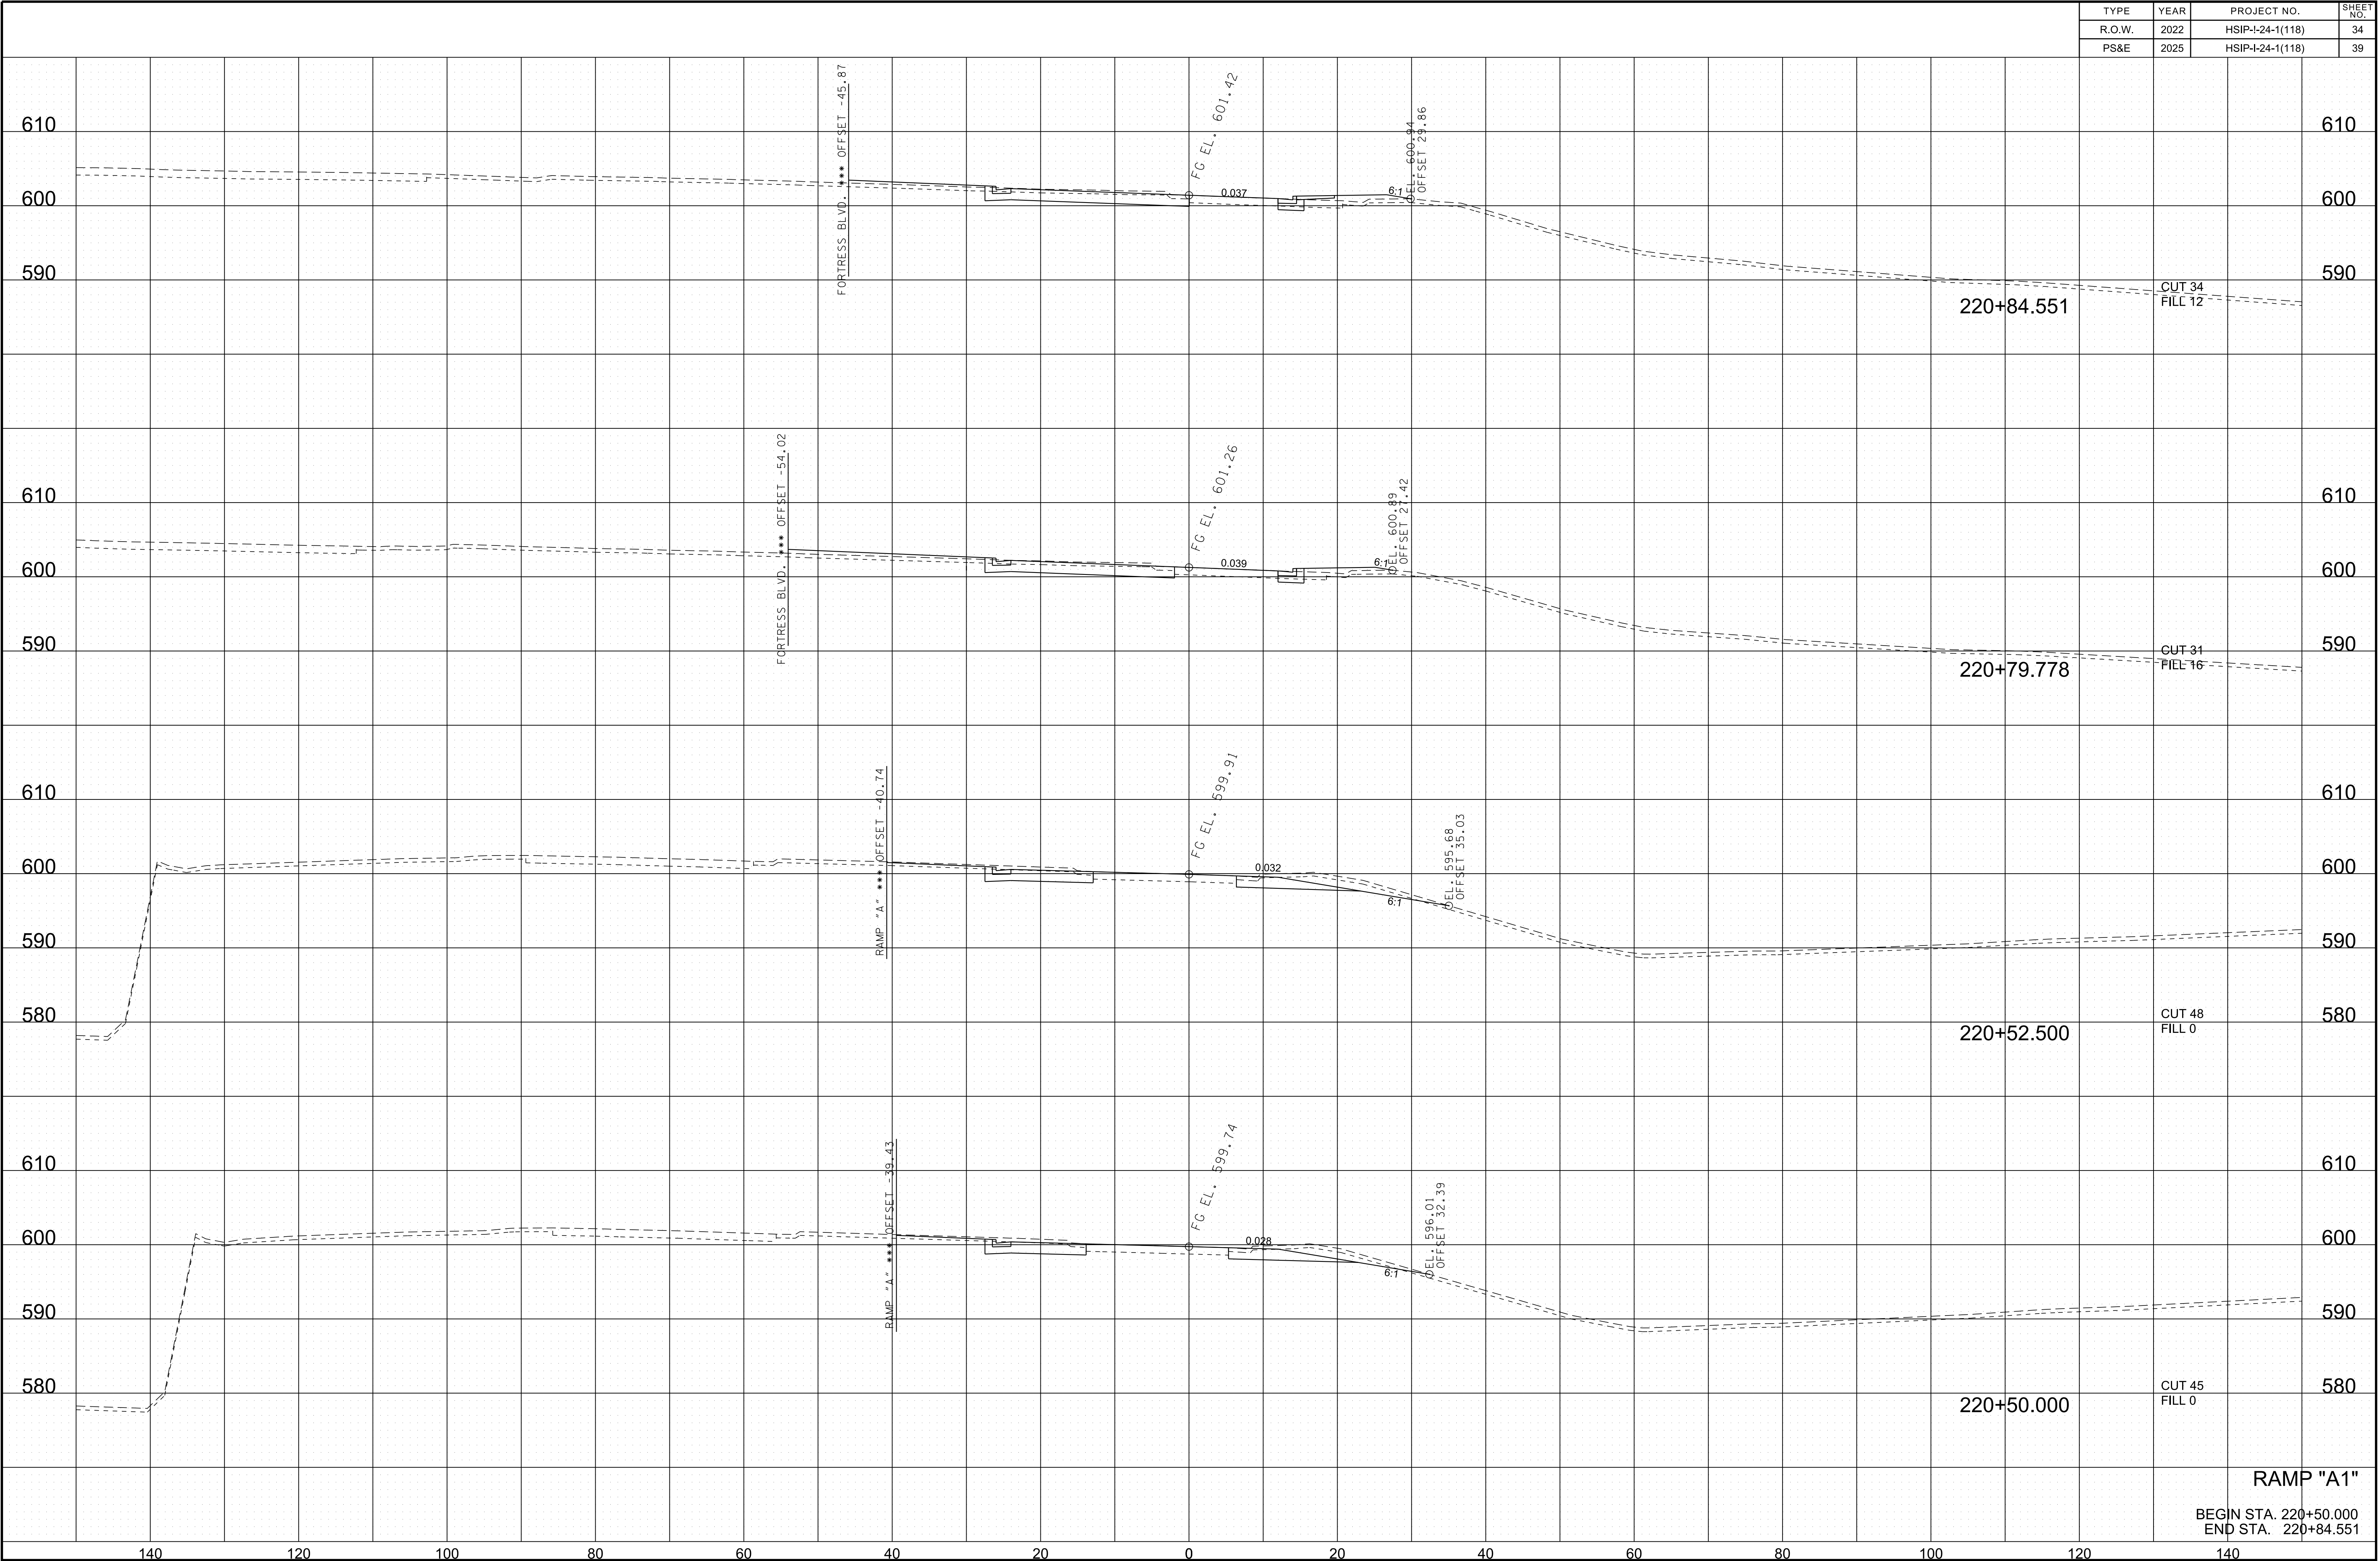 TYPE YEAR PROJECT NO. SHEET NO.
R.O.W. 2022 HSIP-I-24-1(118) 34
PS&E 2025 HSIP-I-24-1(118) 39
FORTRESS BLVD. *** OFFSET -45.87
FG EL. 601.42
EL. 600.94
OFFSET 29.86
610 610
0.037
6:1
600 600
590 590
220+84.551
CUT 34
FILL 12
FORTRESS BLVD. *** OFFSET -54.02
FG EL. 601.26
EL. 600.89
OFFSET 27.42
610 610
0.039
6:1
600 600
590 590
220+79.778
CUT 31
FILL 16
RAMP "A" *** OFFSET -40.74
FG EL. 599.91
EL. 595.68
OFFSET 35.03
610 610
0.032
600 600
6:1
590 590
580 580
220+52.500
CUT 48
FILL 0
RAMP "A" *** OFFSET -39.43
FG EL. 599.74
EL. 596.01
OFFSET 32.39
610 610
0.028
600 600
6:1
590 590
580 580
220+50.000
CUT 45
FILL 0
RAMP "A1"
BEGIN STA. 220+50.000
END STA. 220+84.551
140 120 100 80 60 40 20 0 20 40 60 80 100 120 140